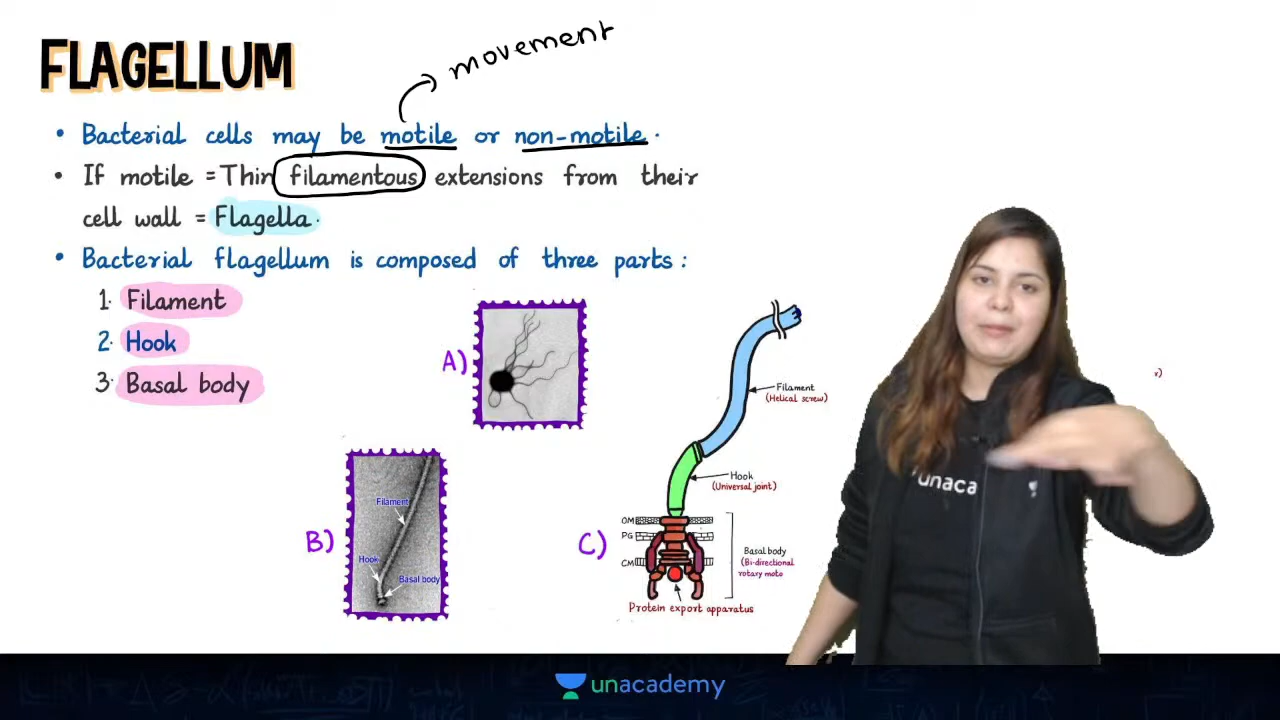 FLAGELLUM
movement
• Bacterial cells may be motile or non-motile.
• If motile = Thin filamentous extensions from their
cell wall = Flagella.
• Bacterial flagellum is composed of three parts:
1. Filament
2. Hook
3. Basal body
A)
Filament
(Helical screw)
Hook
(Universal joint)
B)
Filament
Hook
Basal body
C)
OM
PG
CM
Basal body
(Bi-directional
rotary moto
Protein export apparatus
r)
unaca
unacademy